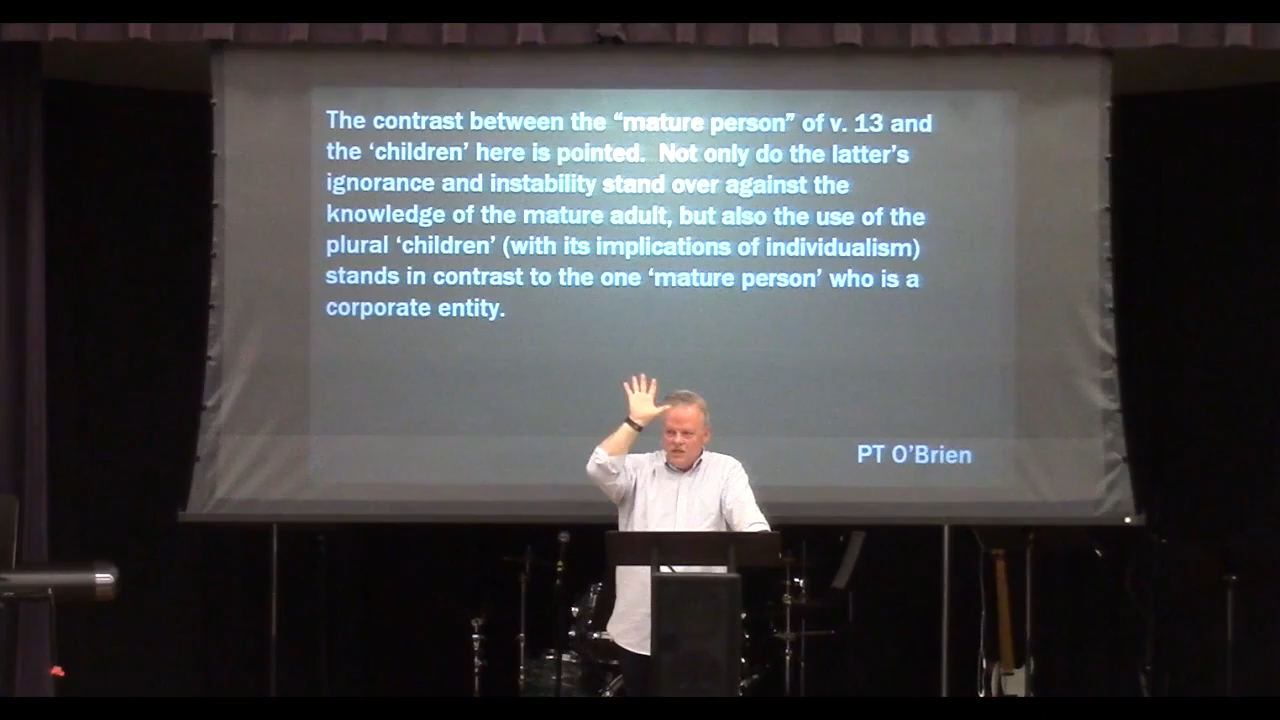 The contrast between the “mature person” of v. 13 and
the ‘children’ here is pointed.  Not only do the latter’s
ignorance and instability stand over against the
knowledge of the mature adult, but also the use of the
plural ‘children’ (with its implications of individualism)
stands in contrast to the one ‘mature person’ who is a
corporate entity.
PT O’Brien